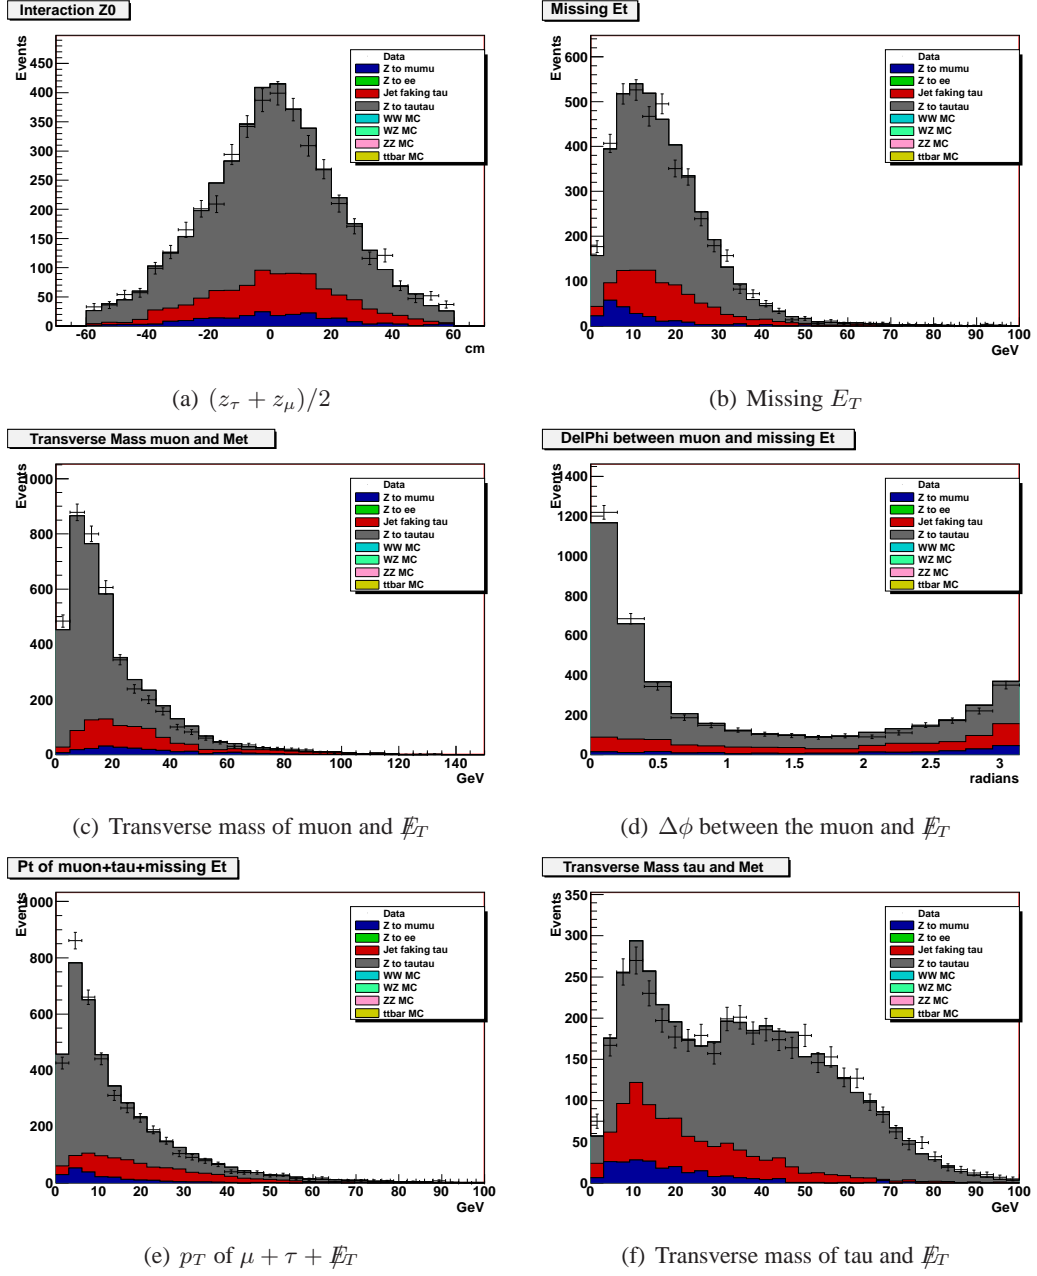 Interaction Z0
Events
450
400
350
300
250
200
150
100
50
0
-60 -40 -20 0 20 40 60
cm
Data
Z to mumu
Z to ee
Jet faking tau
Z to tautau
WW MC
WZ MC
ZZ MC
ttbar MC
(a) (z_τ + z_μ)/2
Missing Et
Events
600
500
400
300
200
100
0
0 10 20 30 40 50 60 70 80 90 100
GeV
Data
Z to mumu
Z to ee
Jet faking tau
Z to tautau
WW MC
WZ MC
ZZ MC
ttbar MC
(b) Missing E_T
Transverse Mass muon and Met
Events
1000
800
600
400
200
0
0 20 40 60 80 100 120 140
GeV
Data
Z to mumu
Z to ee
Jet faking tau
Z to tautau
WW MC
WZ MC
ZZ MC
ttbar MC
(c) Transverse mass of muon and E̸_T
DelPhi between muon and missing Et
Events
1400
1200
1000
800
600
400
200
0
0 0.5 1 1.5 2 2.5 3
radians
Data
Z to mumu
Z to ee
Jet faking tau
Z to tautau
WW MC
WZ MC
ZZ MC
ttbar MC
(d) Δφ between the muon and E̸_T
Pt of muon+tau+missing Et
Events
1000
800
600
400
200
0
0 10 20 30 40 50 60 70 80 90 100
GeV
Data
Z to mumu
Z to ee
Jet faking tau
Z to tautau
WW MC
WZ MC
ZZ MC
ttbar MC
(e) p_T of μ + τ + E̸_T
Transverse Mass tau and Met
Events
350
300
250
200
150
100
50
0
0 10 20 30 40 50 60 70 80 90 100
GeV
Data
Z to mumu
Z to ee
Jet faking tau
Z to tautau
WW MC
WZ MC
ZZ MC
ttbar MC
(f) Transverse mass of tau and E̸_T